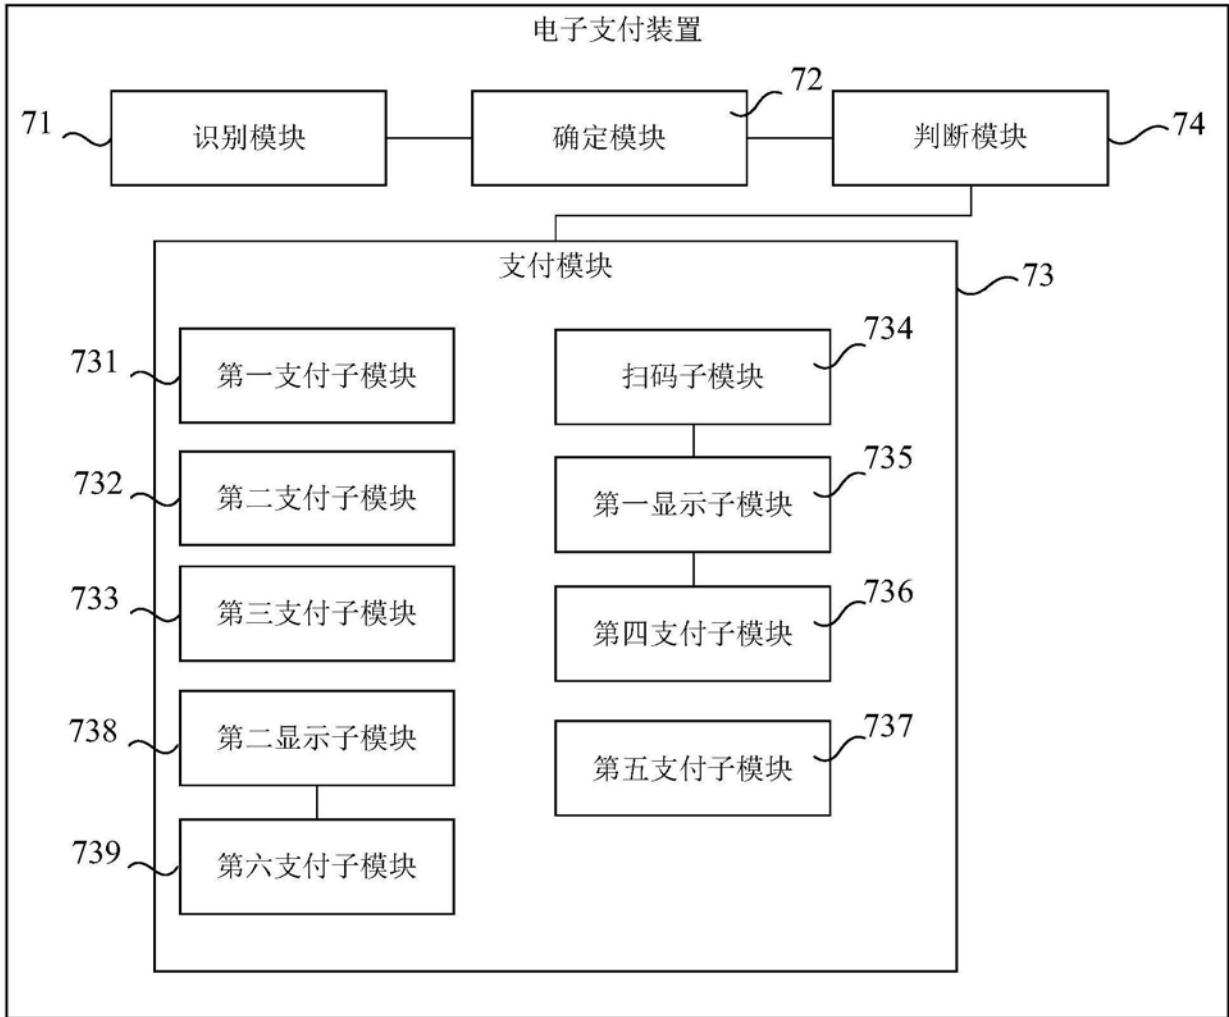 电子支付装置
71
识别模块
72
确定模块
74
判断模块
73
支付模块
731
第一支付子模块
734
扫码子模块
732
第二支付子模块
735
第一显示子模块
733
第三支付子模块
736
第四支付子模块
738
第二显示子模块
737
第五支付子模块
739
第六支付子模块